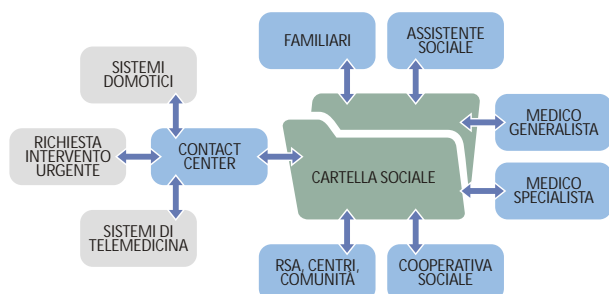 FAMILIARI
ASSISTENTE
SOCIALE
SISTEMI
DOMOTICI
MEDICO
GENERALISTA
RICHIESTA
INTERVENTO
URGENTE
CONTACT
CENTER
CARTELLA SOCIALE
MEDICO
SPECIALISTA
SISTEMI DI
TELEMEDICINA
RSA, CENTRI,
COMUNITÀ
COOPERATIVA
SOCIALE